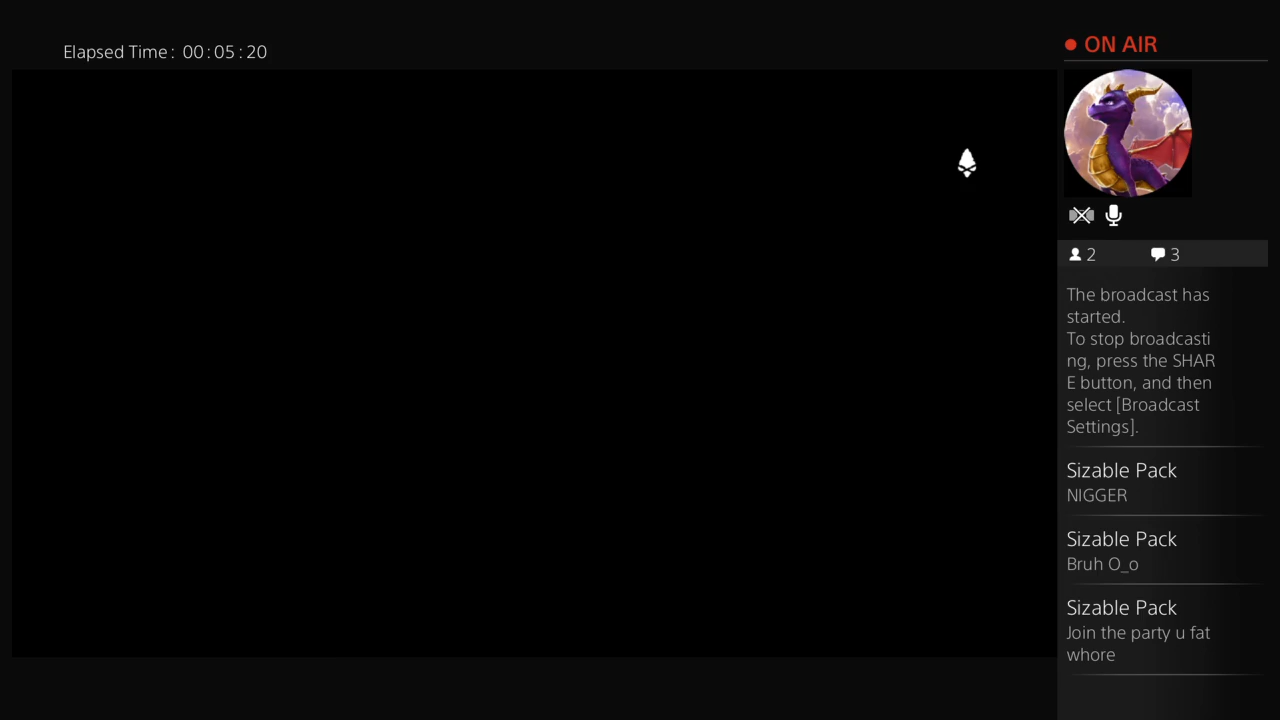 Elapsed Time: 00:05:20
ON AIR
2 3
The broadcast has
started.
To stop broadcasti
ng, press the SHAR
E button, and then
select [Broadcast
Settings].
Sizable Pack
NIGGER
Sizable Pack
Bruh O_o
Sizable Pack
Join the party u fat
whore